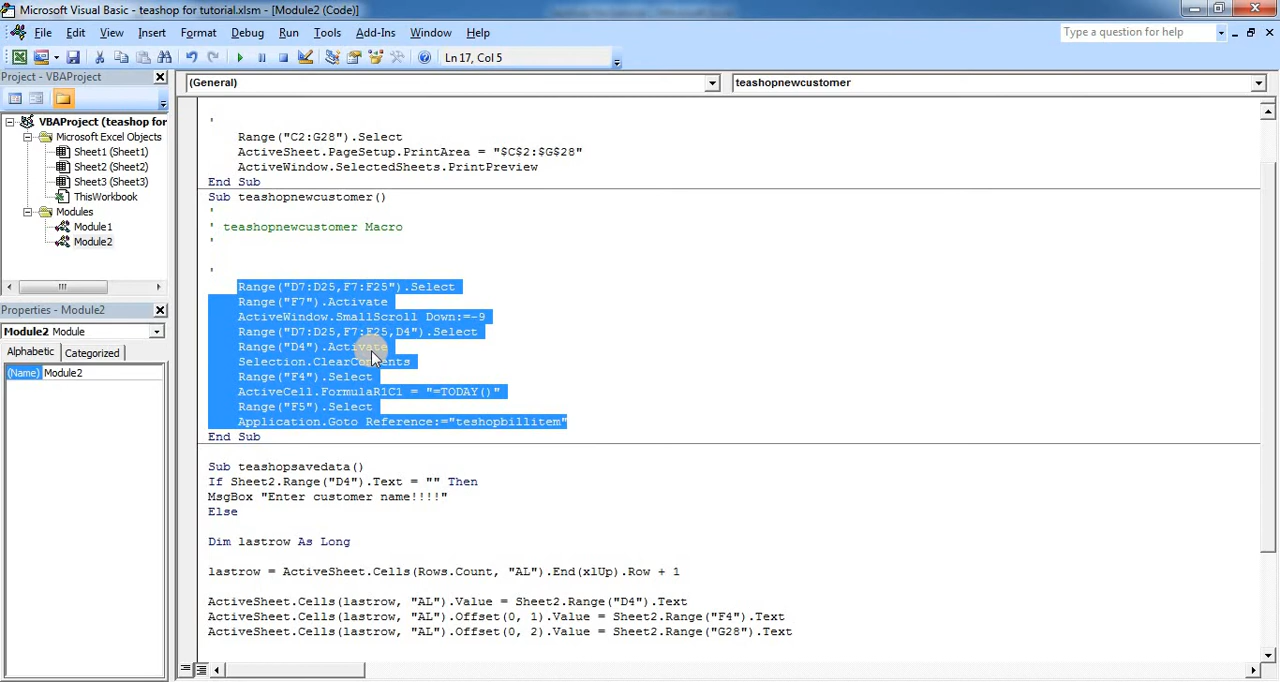 Microsoft Visual Basic - teashop for tutorial.xlsm - [Module2 (Code)]
File Edit View Insert Format Debug Run Tools Add-Ins Window Help
Type a question for help
Ln 17, Col 5
Project - VBAProject
(General)
teashopnewcustomer
VBAProject (teashop for
Microsoft Excel Objects
Sheet1 (Sheet1)
Sheet2 (Sheet2)
Sheet3 (Sheet3)
ThisWorkbook
Modules
Module1
Module2
Properties - Module2
Module2 Module
Alphabetic Categorized
(Name) Module2
'
Range("C2:G28").Select
ActiveSheet.PageSetup.PrintArea = "$C$2:$G$28"
ActiveWindow.SelectedSheets.PrintPreview
End Sub
Sub teashopnewcustomer()
'
' teashopnewcustomer Macro
'
'
Range("D7:D25,F7:F25").Select
Range("F7").Activate
ActiveWindow.SmallScroll Down:=-9
Range("D7:D25,F7:F25,D4").Select
Range("D4").Activate
Selection.ClearContents
Range("F4").Select
ActiveCell.FormulaR1C1 = "=TODAY()"
Range("F5").Select
Application.Goto Reference:="teshopbillitem"
End Sub
Sub teashopsavedata()
If Sheet2.Range("D4").Text = "" Then
MsgBox "Enter customer name!!!!"
Else
Dim lastrow As Long
lastrow = ActiveSheet.Cells(Rows.Count, "AL").End(xlUp).Row + 1
ActiveSheet.Cells(lastrow, "AL").Value = Sheet2.Range("D4").Text
ActiveSheet.Cells(lastrow, "AL").Offset(0, 1).Value = Sheet2.Range("F4").Text
ActiveSheet.Cells(lastrow, "AL").Offset(0, 2).Value = Sheet2.Range("G28").Text